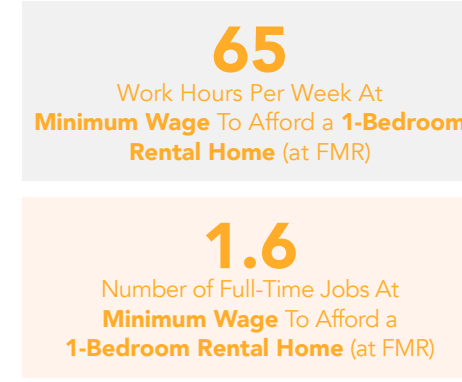 65
Work Hours Per Week At
Minimum Wage To Afford a 1-Bedroom
Rental Home (at FMR)
1.6
Number of Full-Time Jobs At
Minimum Wage To Afford a
1-Bedroom Rental Home (at FMR)